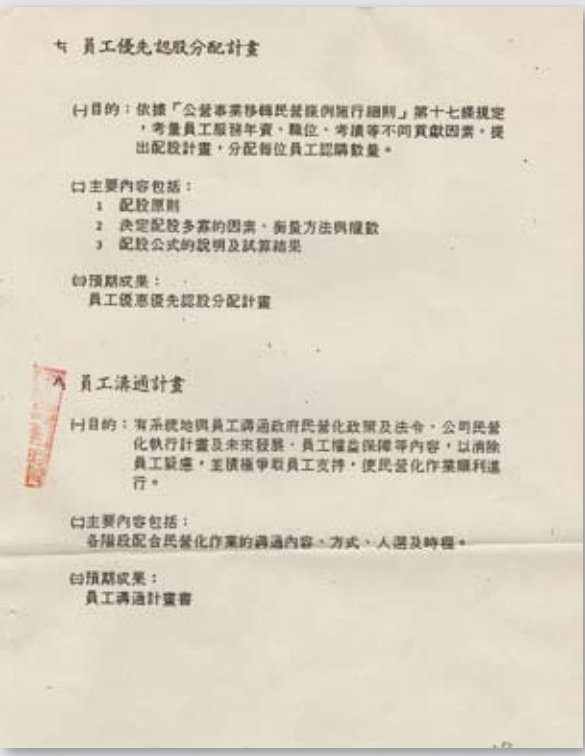 七 員工優先認股分配計畫
㈠目的：依據「公營事業移轉民營條例施行細則」第十七條規定
，考量員工服務年資、職位、考績等不同貢獻因素，提
出配股計畫，分配每位員工認購數量。
㈡主要內容包括：
1 配股原則
2 決定配股多寡的因素、衡量方法與權數
3 配股公式的說明及試算結果
㈢預期成果：
員工優惠優先認股分配計畫
八 員工溝通計畫
㈠目的：有系統地與員工溝通政府民營化政策及法令、公司民營
化執行計畫及未來發展、員工權益保障等內容，以消除
員工疑慮，並積極爭取員工支持，使民營化作業順利進
行。
㈡主要內容包括：
各階段配合民營化作業的溝通內容、方式、人選及時程。
㈢預期成果：
員工溝通計畫書